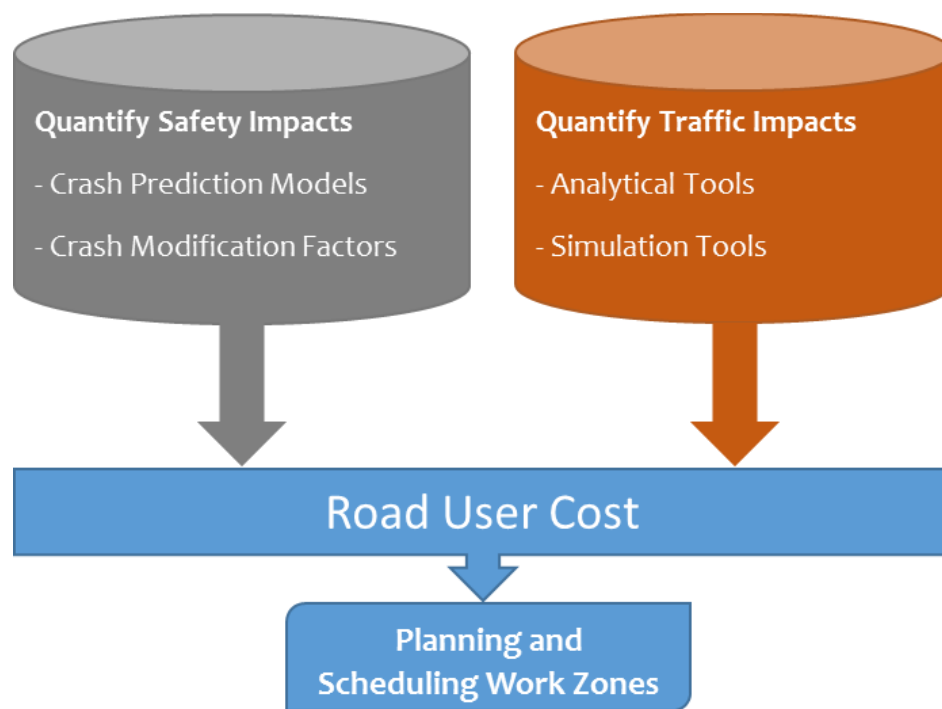 Quantify Safety Impacts
- Crash Prediction Models
- Crash Modification Factors
Quantify Traffic Impacts
- Analytical Tools
- Simulation Tools
Road User Cost
Planning and
Scheduling Work Zones